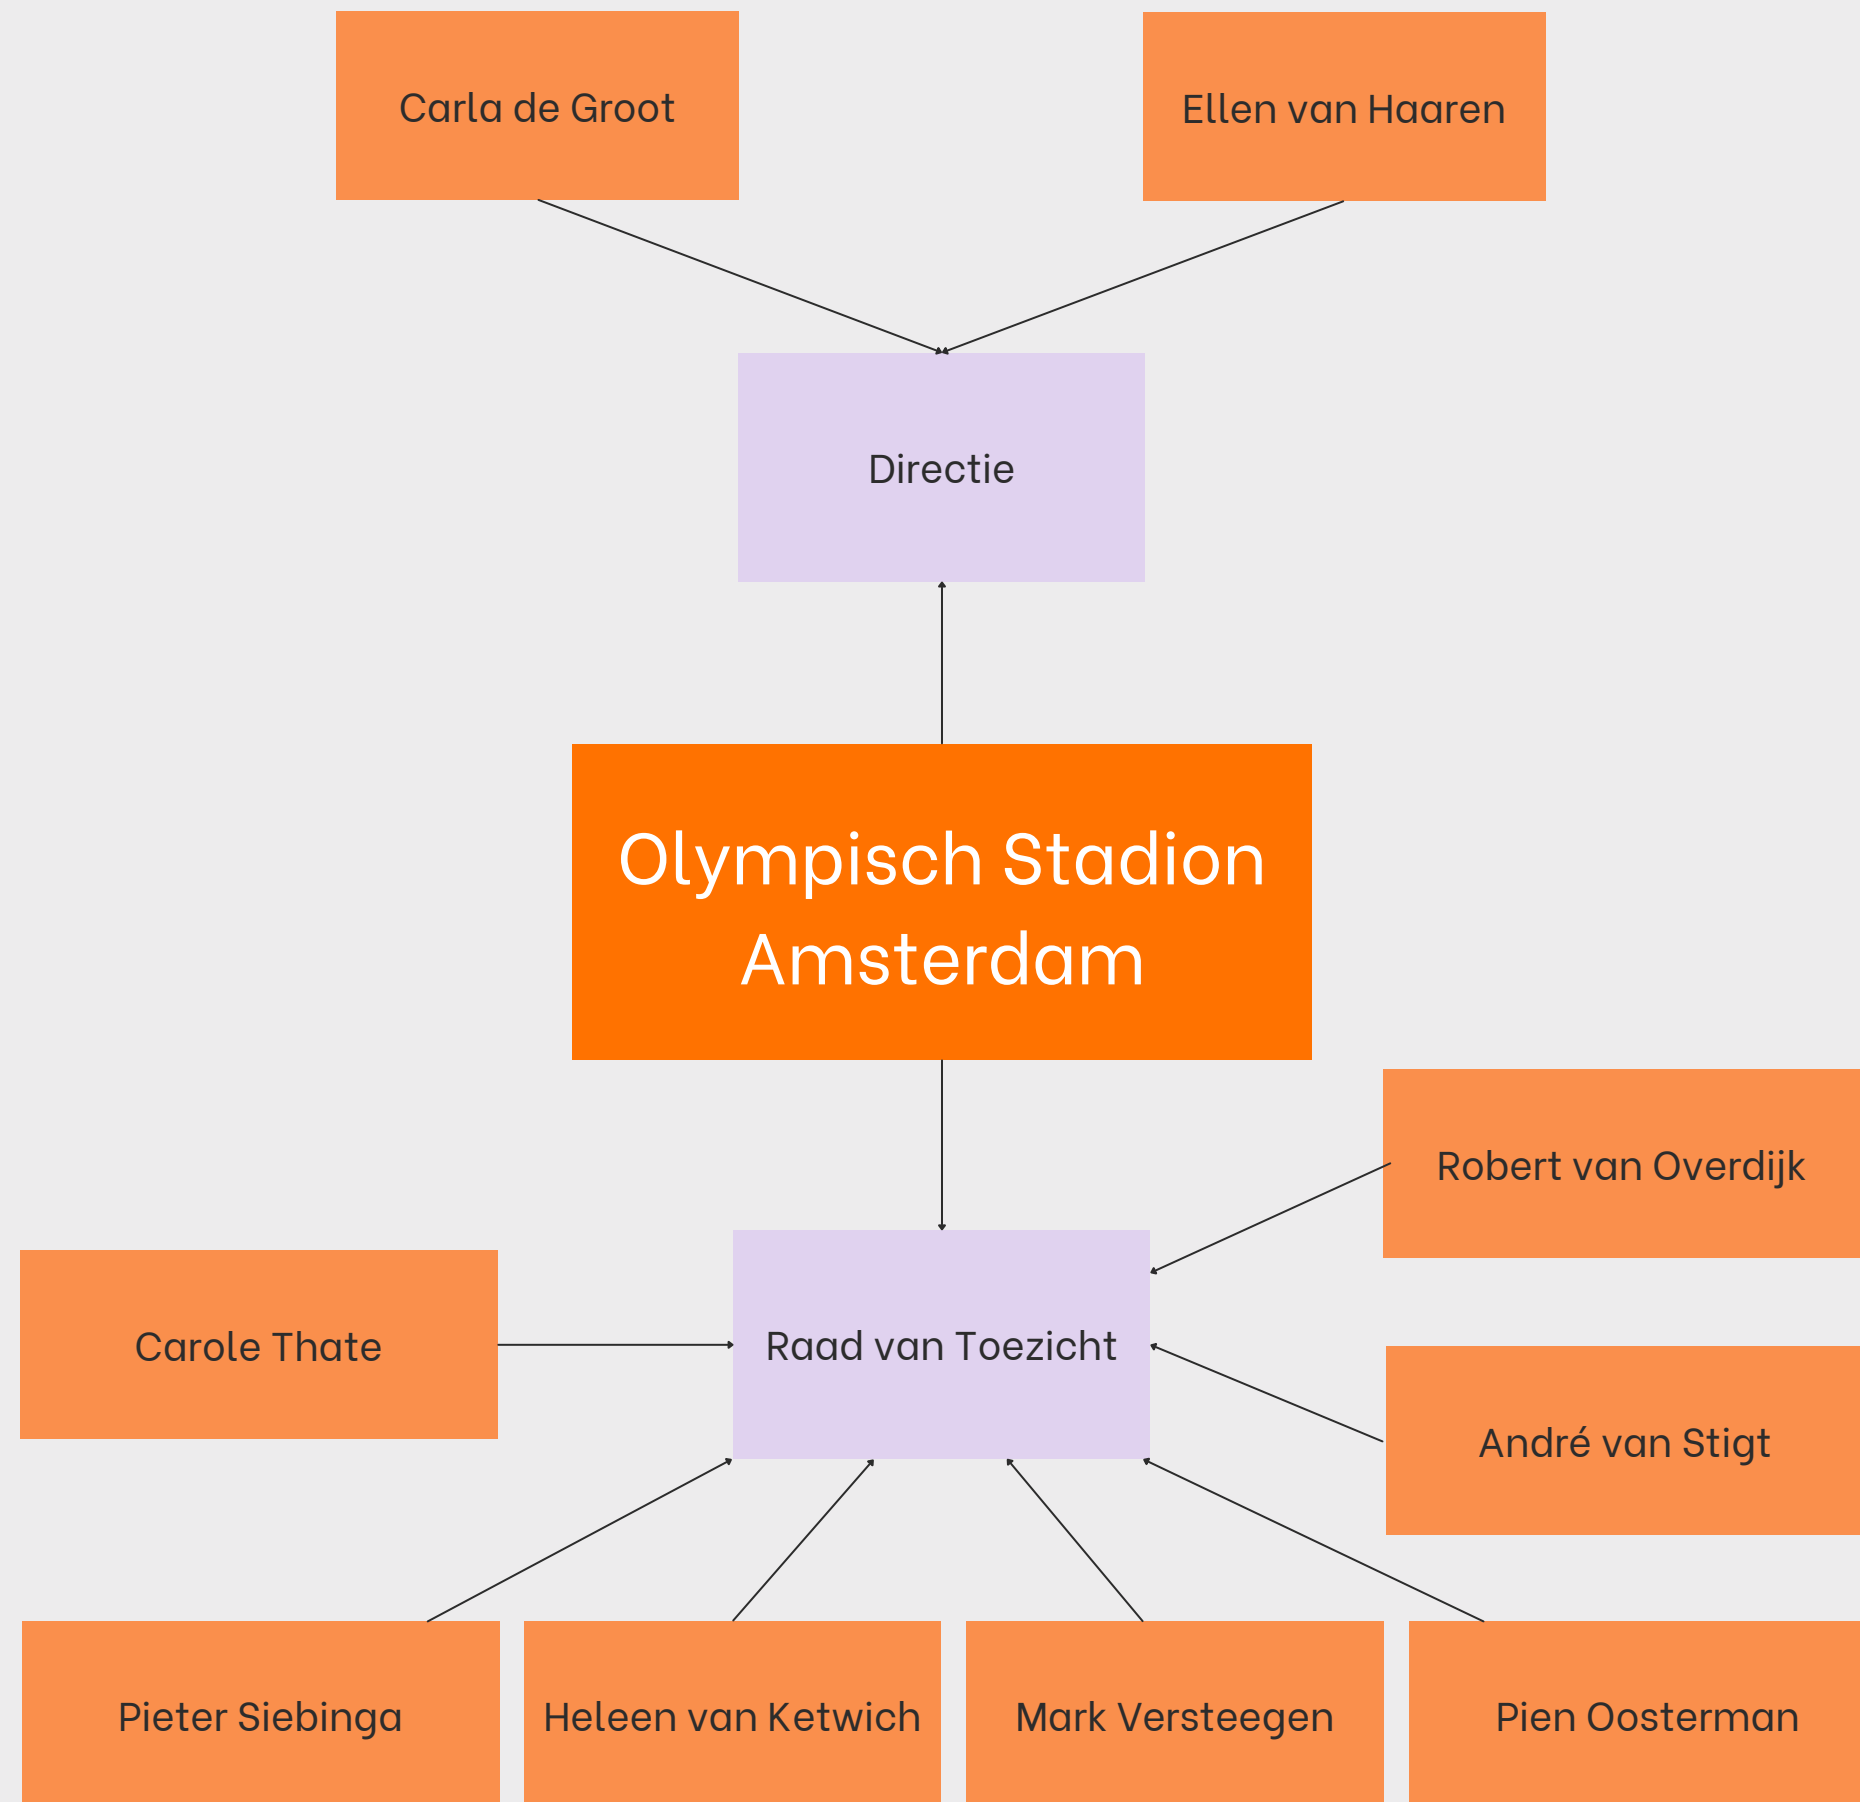 Carla de Groot
Ellen van Haaren
Directie
Olympisch Stadion
Amsterdam
Robert van Overdijk
Carole Thate
Raad van Toezicht
André van Stigt
Pieter Siebinga
Heleen van Ketwich
Mark Versteegen
Pien Oosterman